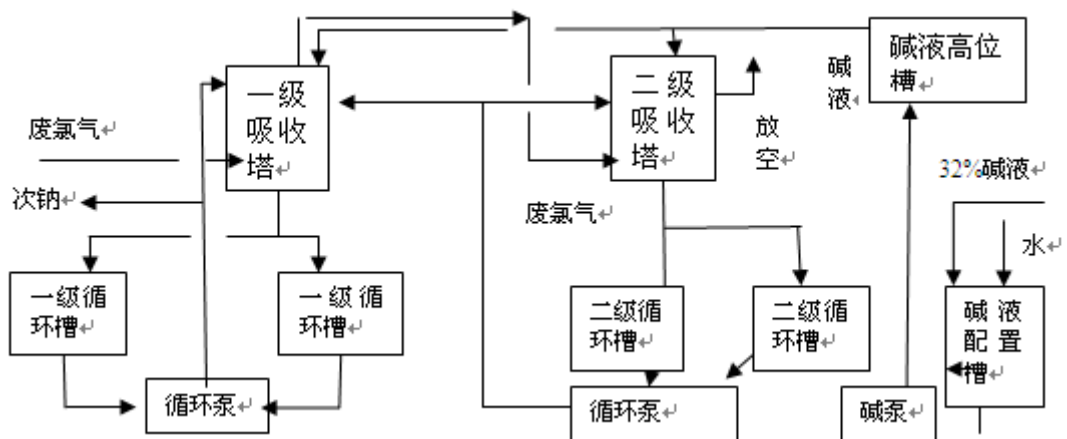 碱液高位
槽↵
一级
吸收
塔↵
二级
吸收
塔↵
碱
液↵
放
空↵
废氯气↵
次钠↵
32%碱液↵
废氯气↵
水↵
一级循
环槽↵
一级循
环槽↵
二级循
环槽↵
二级循
环槽↵
碱液
配置
槽↵
循环泵↵
循环泵↵
碱泵↵